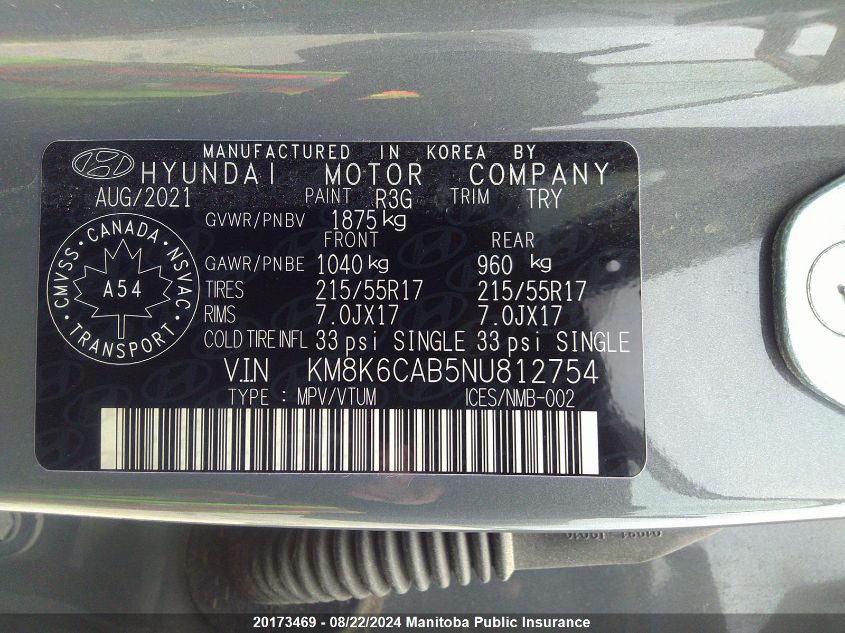 MANUFACTURED IN KOREA BY
HYUNDAI MOTOR COMPANY
AUG/2021 PAINT R3G TRIM TRY
GVWR/PNBV 1875 kg
FRONT REAR
GAWR/PNBE 1040 kg 960 kg
TIRES 215/55R17 215/55R17
RIMS 7.0JX17 7.0JX17
COLD TIRE INFL 33 psi SINGLE 33 psi SINGLE
V.I.N KM8K6CAB5NU812754
TYPE : MPV/VTUM ICES/NMB-002
CMVSS · CANADA · NSVAC
A54
TRANSPORT
20173469 - 08/22/2024 Manitoba Public Insurance